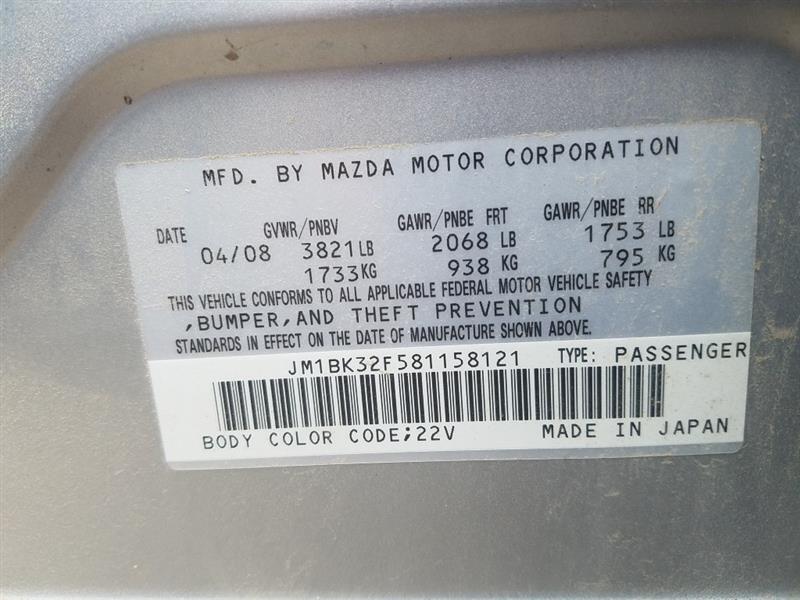 MFD. BY MAZDA MOTOR CORPORATION
DATE GVWR/PNBV GAWR/PNBE FRT GAWR/PNBE RR
04/08 3821LB 2068 LB 1753 LB
1733KG 938 KG 795 KG
THIS VEHICLE CONFORMS TO ALL APPLICABLE FEDERAL MOTOR VEHICLE SAFETY
,BUMPER,AND THEFT PREVENTION
STANDARDS IN EFFECT ON THE DATE OF MANUFACTURE SHOWN ABOVE.
JM1BK32F581158121 TYPE: PASSENGER
BODY COLOR CODE;22V MADE IN JAPAN